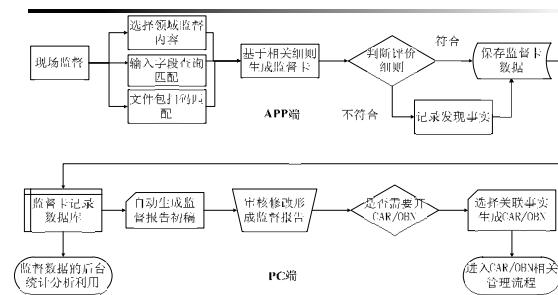 现场监督
选择领域监督
内容
输入字段查询
匹配
文件包扫码匹
配
基于相关细则
生成监督卡
判断评价
细则
符合
不符合
保存监督卡
数据
记录发现事实
APP端
监督卡记录
数据库
自动生成监
督报告初稿
审核修改形
成监督报告
是否需要开
CAR/OBN
选择关联事实
生成CAR/OBN
监督数据的后台
统计分析利用
进入CAR/OBN相关
管理流程
PC端